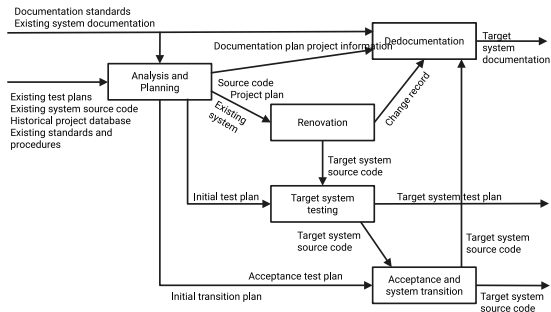 Documentation standards
Existing system documentation
Documentation plan project information
Dedocumentation
Target
system
documentation
Analysis and
Planning
Source code
Project plan
Existing
system
Change record
Existing test plans
Existing system source code
Historical project database
Existing standards and
procedures
Renovation
Target system
source code
Initial test plan
Target system
testing
Target system test plan
Target system
source code
Target system
source code
Acceptance test plan
Initial transition plan
Acceptance and
system transition
Target system
source code